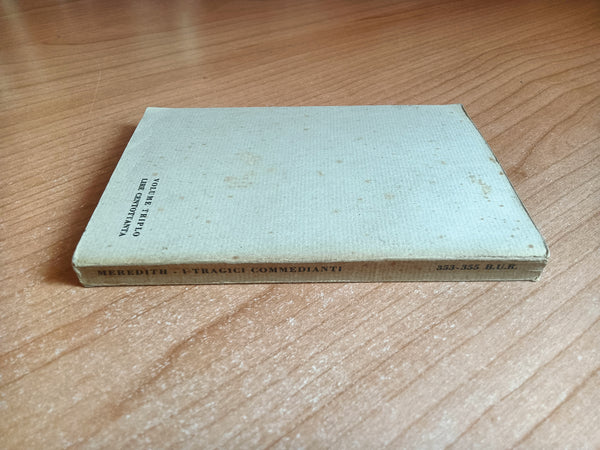 VOLUME TRIPLO
LIRE CENTOTTANTA
MEREDITH - I TRAGICI COMMEDIANTI 353-355 B.U.R.